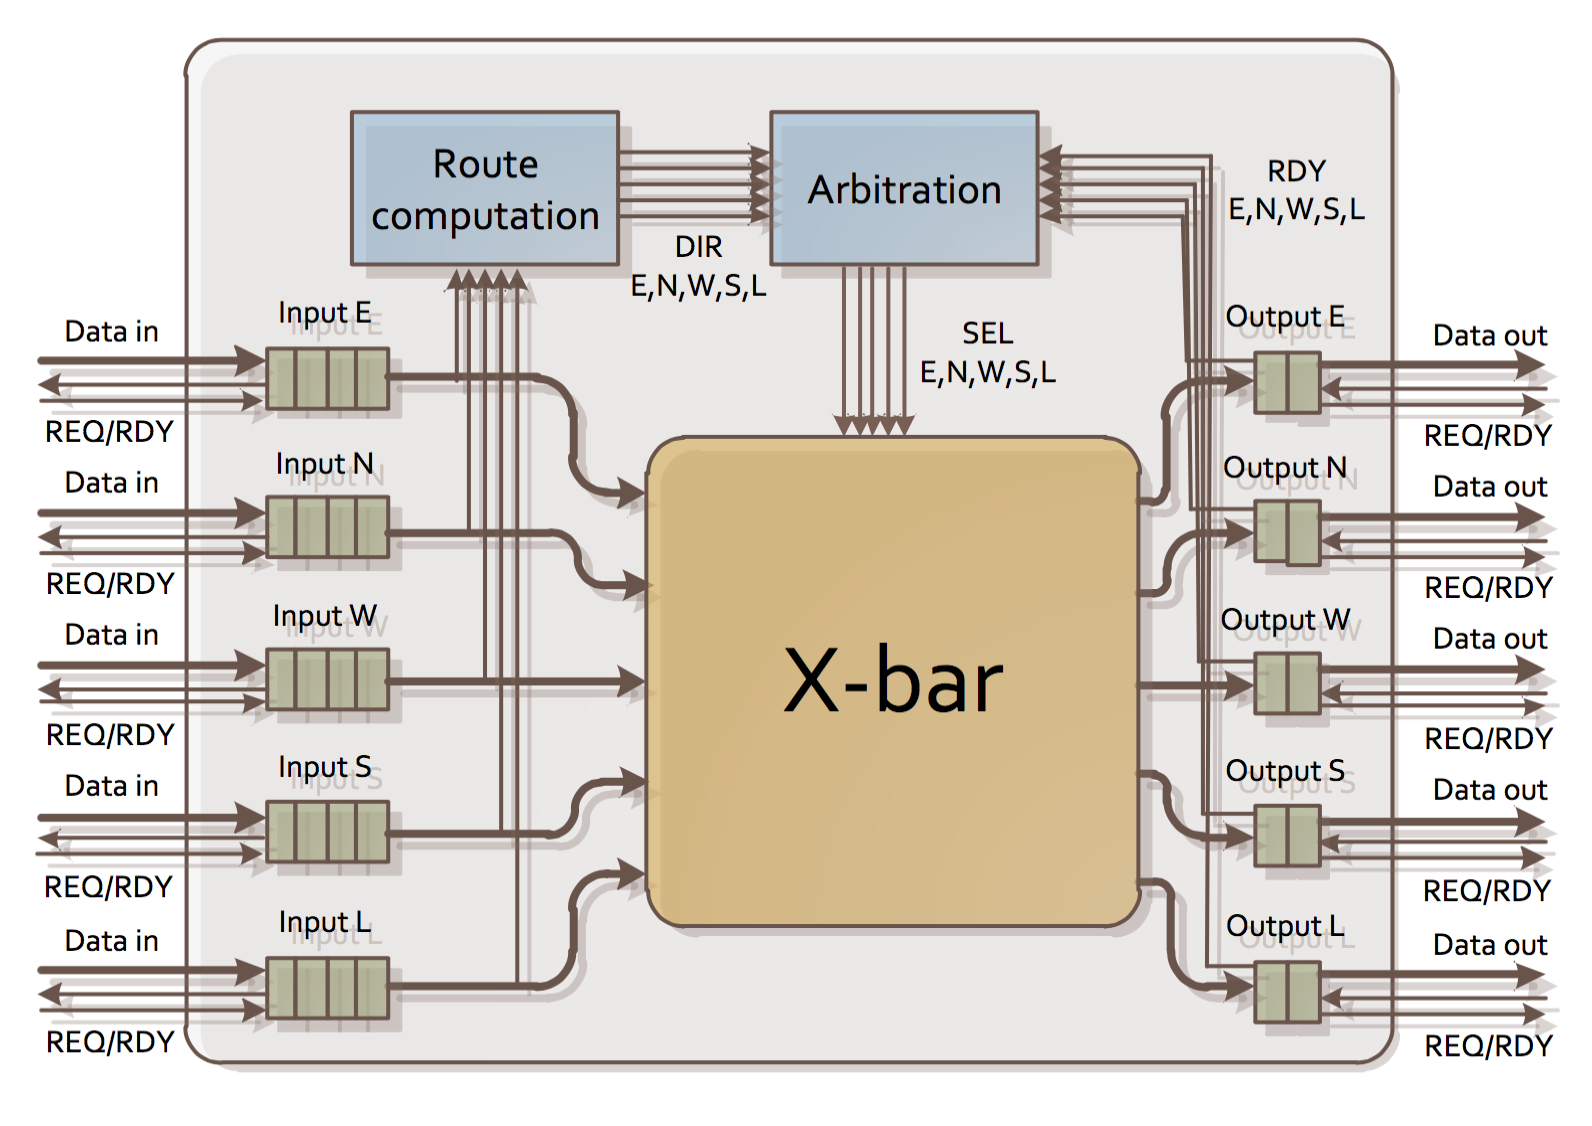 Route
computation
Arbitration
RDY
E,N,W,S,L
DIR
E,N,W,S,L
SEL
E,N,W,S,L
X-bar
Input E
Data in
REQ/RDY
Input N
Data in
REQ/RDY
Input W
Data in
REQ/RDY
Input S
Data in
REQ/RDY
Input L
Data in
REQ/RDY
Output E
Data out
REQ/RDY
Output N
Data out
REQ/RDY
Output W
Data out
REQ/RDY
Output S
Data out
REQ/RDY
Output L
Data out
REQ/RDY